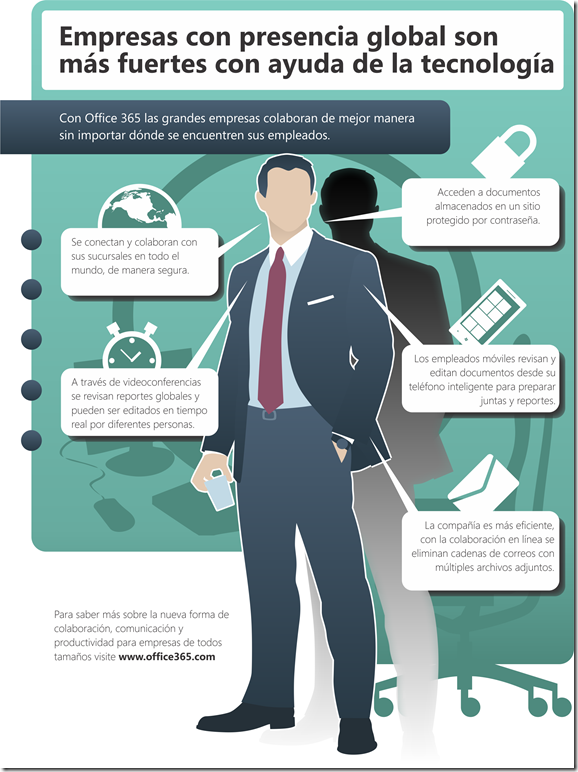 Empresas con presencia global son
más fuertes con ayuda de la tecnología
Con Office 365 las grandes empresas colaboran de mejor manera
sin importar dónde se encuentren sus empleados.
Se conectan y colaboran con
sus sucursales en todo el
mundo, de manera segura.
A través de videoconferencias
se revisan reportes globales y
pueden ser editados en tiempo
real por diferentes personas.
Acceden a documentos
almacenados en un sitio
protegido por contraseña.
Los empleados móviles revisan y
editan documentos desde su
teléfono inteligente para preparar
juntas y reportes.
La compañía es más eficiente,
con la colaboración en línea se
eliminan cadenas de correos con
múltiples archivos adjuntos.
Para saber más sobre la nueva forma de
colaboración, comunicación y
productividad para empresas de todos
tamaños visite www.office365.com